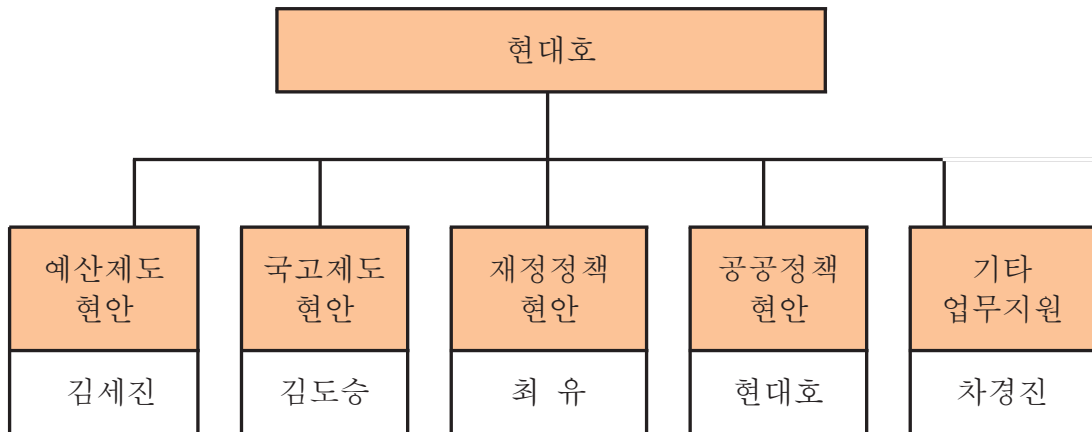 현대호
예산제도
현안
국고제도
현안
재정정책
현안
공공정책
현안
기타
업무지원
김세진
김도승
최 유
현대호
차경진